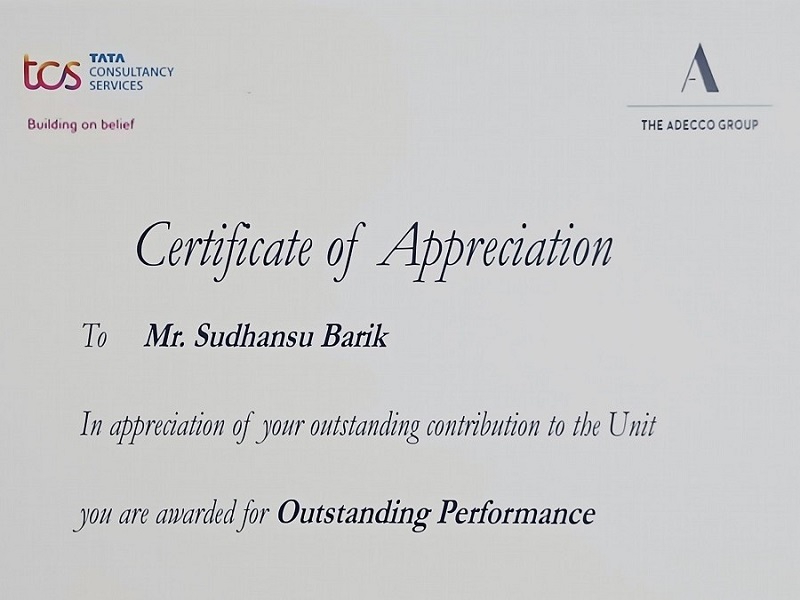 tcs TATA
CONSULTANCY
SERVICES
Building on belief
A
THE ADECCO GROUP
Certificate of Appreciation
To Mr. Sudhansu Barik
In appreciation of your outstanding contribution to the Unit
you are awarded for Outstanding Performance